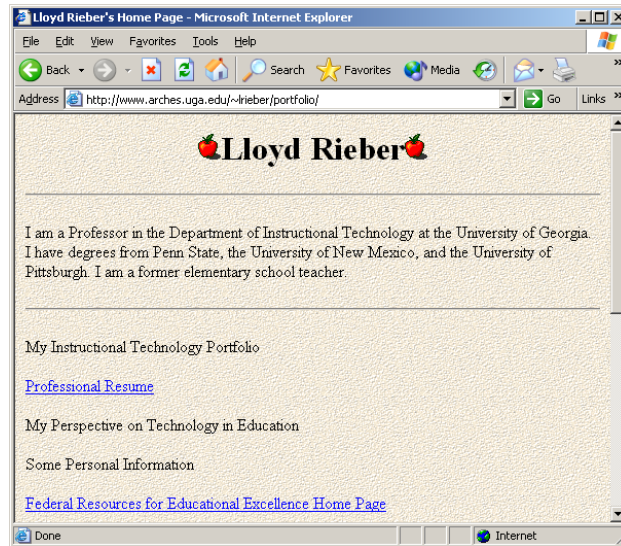 Lloyd Rieber's Home Page - Microsoft Internet Explorer
File Edit View Favorites Tools Help
Back Search Favorites Media »
Address http://www.arches.uga.edu/~lrieber/portfolio/ Go Links »
Lloyd Rieber
I am a Professor in the Department of Instructional Technology at the University of Georgia.
I have degrees from Penn State, the University of New Mexico, and the University of
Pittsburgh. I am a former elementary school teacher.
My Instructional Technology Portfolio
Professional Resume
My Perspective on Technology in Education
Some Personal Information
Federal Resources for Educational Excellence Home Page
Done Internet